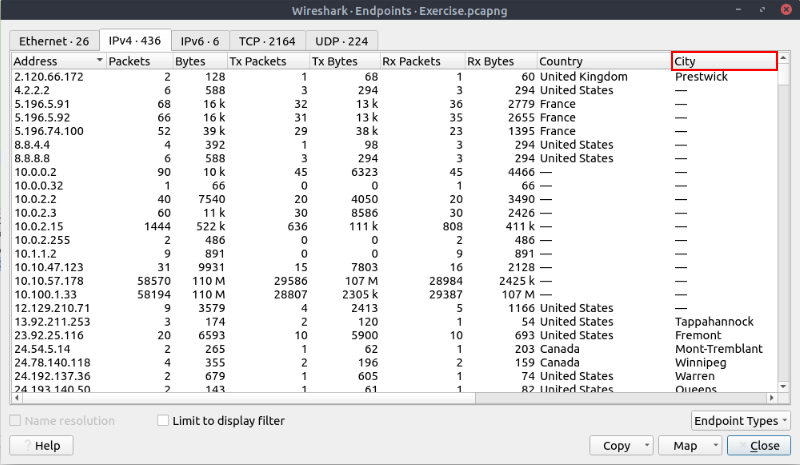 Wireshark · Endpoints · Exercise.pcapng
Ethernet · 26 IPv4 · 436 IPv6 · 6 TCP · 2164 UDP · 224
Address Packets Bytes Tx Packets Tx Bytes Rx Packets Rx Bytes Country City
2.120.66.172 2 128 1 68 1 60 United Kingdom Prestwick
4.2.2.2 6 588 3 294 3 294 United States —
5.196.5.91 68 16 k 32 13 k 36 2779 France —
5.196.5.92 66 16 k 31 13 k 35 2655 France —
5.196.74.100 52 39 k 29 38 k 23 1395 France —
8.8.4.4 4 392 1 98 3 294 United States —
8.8.8.8 6 588 3 294 3 294 United States —
10.0.0.2 90 10 k 45 6323 45 4466 — —
10.0.0.32 1 66 0 0 1 66 — —
10.0.2.2 40 7540 20 4050 20 3490 — —
10.0.2.3 60 11 k 30 8586 30 2426 — —
10.0.2.15 1444 522 k 636 111 k 808 411 k — —
10.0.2.255 2 486 0 0 2 486 — —
10.1.1.2 9 891 0 0 9 891 — —
10.10.47.123 31 9931 15 7803 16 2128 — —
10.10.57.178 58570 110 M 29586 107 M 28984 2425 k — —
10.100.1.33 58194 110 M 28807 2305 k 29387 107 M — —
12.129.210.71 9 3579 4 2413 5 1166 United States —
13.92.211.253 3 174 2 120 1 54 United States Tappahannock
23.92.25.116 20 6593 10 5900 10 693 United States Fremont
24.54.5.14 2 265 1 62 1 203 Canada Mont-Tremblant
24.78.140.118 4 355 2 196 2 159 Canada Winnipeg
24.192.137.36 2 679 1 605 1 74 United States Warren
24.193.140.50 2 143 1 61 1 82 United States Queens
Name resolution Limit to display filter Endpoint Types
Help Copy Map Close